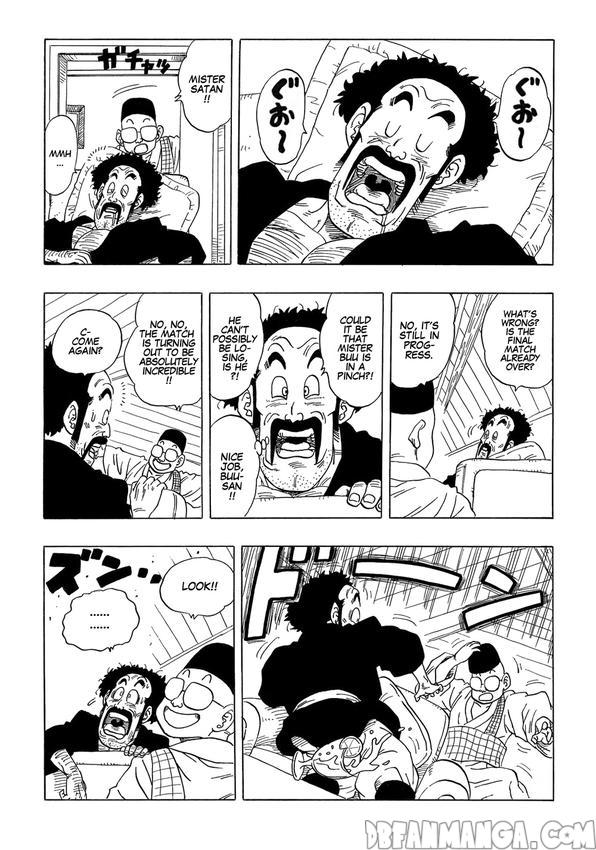 ぐお〜
ぐお〜
ガチャッ
MISTER
SATAN
!!
MMH
...
WHAT'S
WRONG?
IS THE
FINAL
MATCH
ALREADY
OVER?
NO, IT'S
STILL IN
PROG-
RESS.
COULD
IT BE
THAT
MISTER
BUU IS
IN A
PINCH?!
HE
CAN'T
POSSIBLY
BE LO-
SING,
IS HE
?!
NICE
JOB,
BUU-
SAN
!!
NO, NO,
THE MATCH
IS TURNING
OUT TO BE
ABSOLUTELY
INCREDIBLE
!!
C-
COME
AGAIN?
ドーン
LOOK!!
ズン・・
......
......
DBFANMANGA.COM